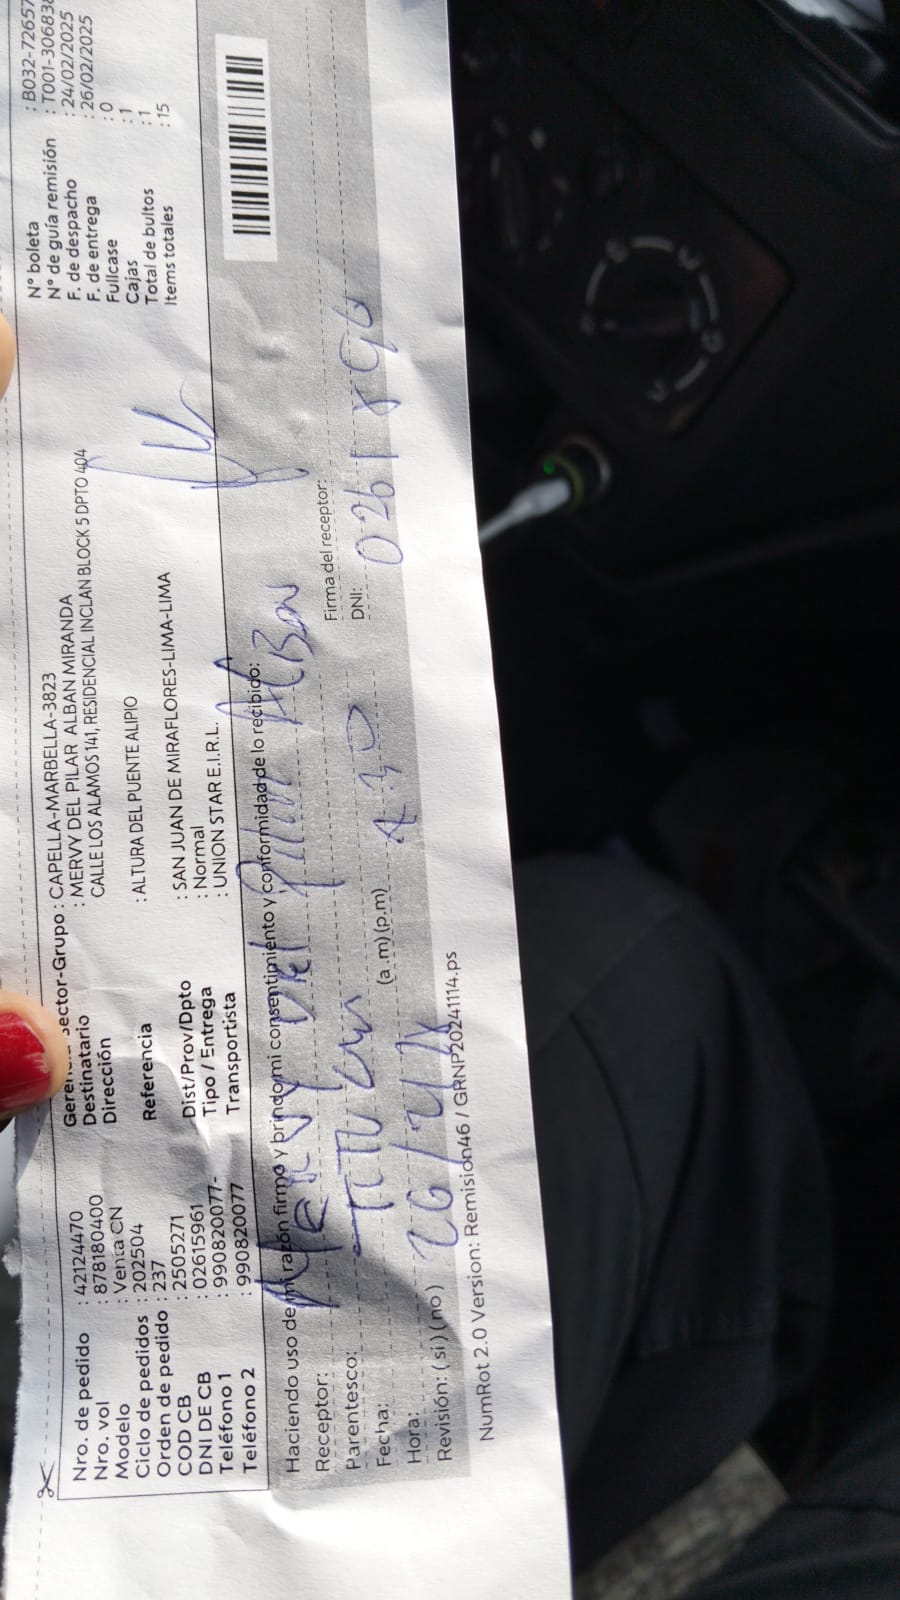 Nro. de pedido : 42124470
Nro. vol : 878180400
Modelo : Venta CN
Ciclo de pedidos : 202504
Orden de pedido : 237
COD CB : 2505271
DNI DE CB : 02615961
Teléfono 1 : 990820077-
Teléfono 2 : 990820077
Sector-Grupo : CAPELLA-MARBELLA-3823
Destinatario : MERVY DEL PILAR ALBAN MIRANDA
Dirección CALLE LOS ALAMOS 141, RESIDENCIAL INCLAN BLOCK 5 DPTO 404
Referencia : ALTURA DEL PUENTE ALIPIO
Dist/Prov/Dpto : SAN JUAN DE MIRAFLORES-LIMA-LIMA
Tipo / Entrega : Normal
Transportista : UNION STAR E.I.R.L.
N° boleta : B032-72657
N° de guía remisión : T001-306838
F. de despacho : 24/02/2025
F. de entrega : 26/02/2025
Fullcase : 0
Cajas : 1
Total de bultos : 1
Items totales : 15
Haciendo uso de mi razón firmo y brindo mi consentimiento y conformidad de lo recibido:
Receptor: Mervy Del Pilar Alban
Firma del receptor:
Parentesco: Titular
DNI:
Fecha:
(a.m)(p.m)
Hora:
Revisión: ( si ) ( no )
NumRot 2.0 Version: Remision46 / GRNP20241114.ps